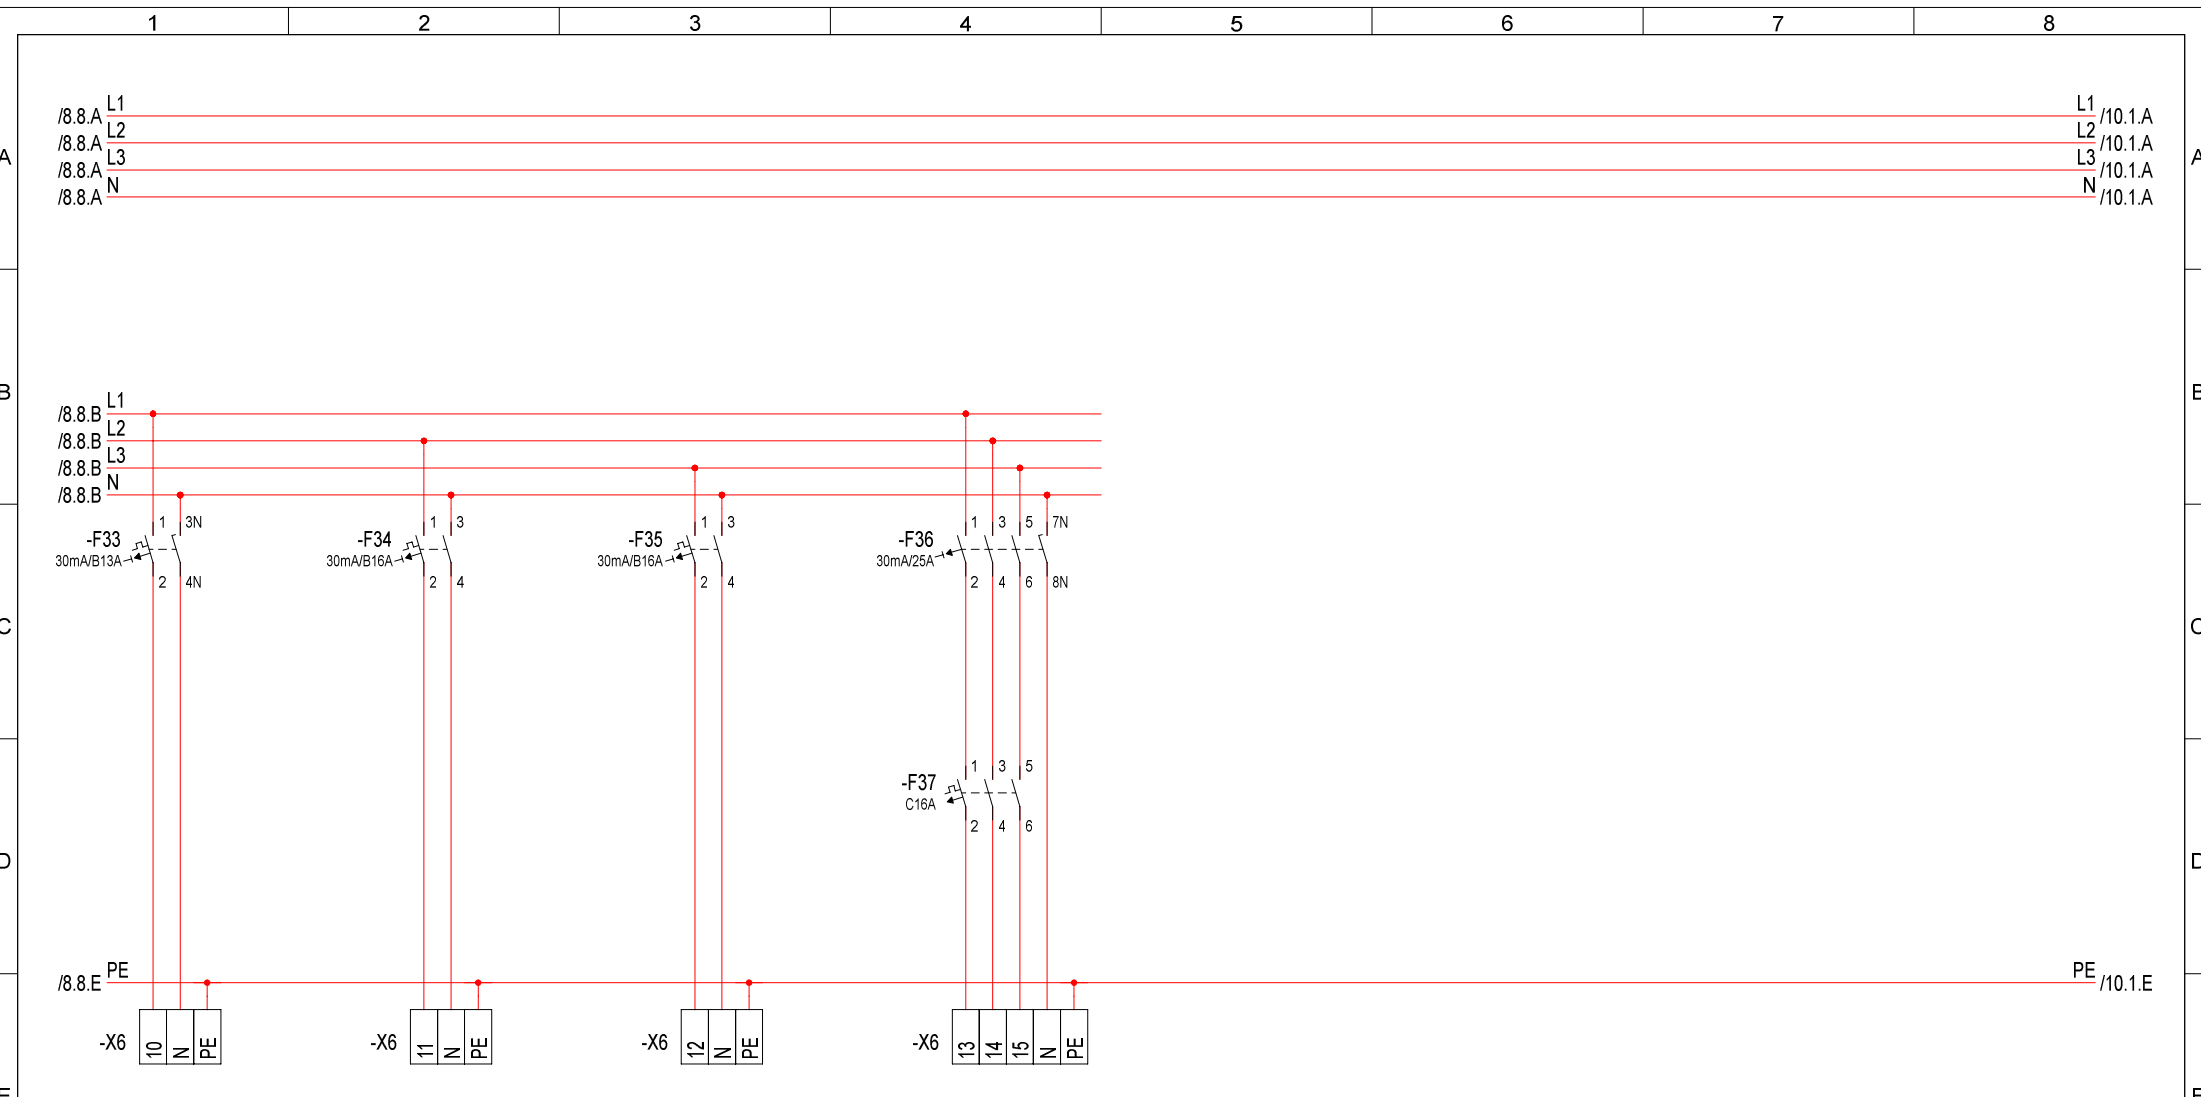 1 2 3 4 5 6 7 8
L1 L1
/8.8.A /10.1.A
L2 L2
/8.8.A /10.1.A
A L3 L3 A
/8.8.A /10.1.A
N N
/8.8.A /10.1.A
B B
L1
/8.8.B
L2
/8.8.B
L3
/8.8.B
N
/8.8.B
1 3N 1 3 1 3 1 3 5 7N
-F33 -F34 -F35 -F36
30mA/B13A 30mA/B16A 30mA/B16A 30mA/25A
2 4N 2 4 2 4 2 4 6 8N
C C
1 3 5
-F37
C16A
2 4 6
D D
PE PE
/8.8.E /10.1.E
-X6 10 N PE -X6 11 N PE -X6 12 N PE -X6 13 14 15 N PE
E E